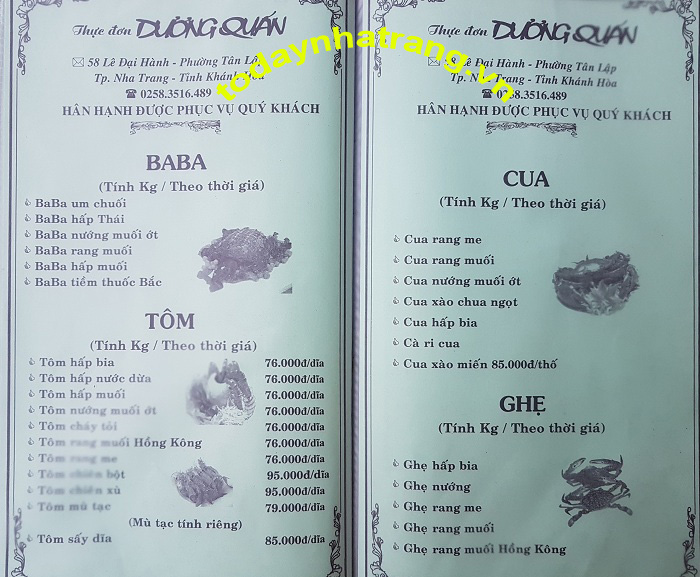 Thực đơn DƯỠNG QUÁN
58 Lê Đại Hành - Phường Tân Lập
Tp. Nha Trang - Tỉnh Khánh Hòa
☎ 0258.3516.489
HÂN HẠNH ĐƯỢC PHỤC VỤ QUÝ KHÁCH
BABA
(Tính Kg / Theo thời giá)
BaBa um chuối
BaBa hấp Thái
BaBa nướng muối ớt
BaBa rang muối
BaBa hấp muối
BaBa tiềm thuốc Bắc
TÔM
(Tính Kg / Theo thời giá)
Tôm hấp bia 76.000đ/dĩa
Tôm hấp nước dừa 76.000đ/dĩa
Tôm hấp muối 76.000đ/dĩa
Tôm nướng muối ớt 76.000đ/dĩa
Tôm cháy tỏi 76.000đ/dĩa
Tôm rang muối Hồng Kông 76.000đ/dĩa
Tôm rang me 76.000đ/dĩa
Tôm chiên bột 95.000đ/dĩa
Tôm chiên xù 95.000đ/dĩa
Tôm mù tạc 79.000đ/dĩa
(Mù tạc tính riêng)
Tôm sấy dĩa 85.000đ/dĩa
Thực đơn DƯỠNG QUÁN
58 Lê Đại Hành - Phường Tân Lập
Tp. Nha Trang - Tỉnh Khánh Hòa
☎ 0258.3516.489
HÂN HẠNH ĐƯỢC PHỤC VỤ QUÝ KHÁCH
CUA
(Tính Kg / Theo thời giá)
Cua rang me
Cua rang muối
Cua nướng muối ớt
Cua xào chua ngọt
Cua hấp bia
Cà ri cua
Cua xào miến 85.000đ/thố
GHẸ
(Tính Kg / Theo thời giá)
Ghẹ hấp bia
Ghẹ nướng
Ghẹ rang me
Ghẹ rang muối
Ghẹ rang muối Hồng Kông
todaynhatrang.vn